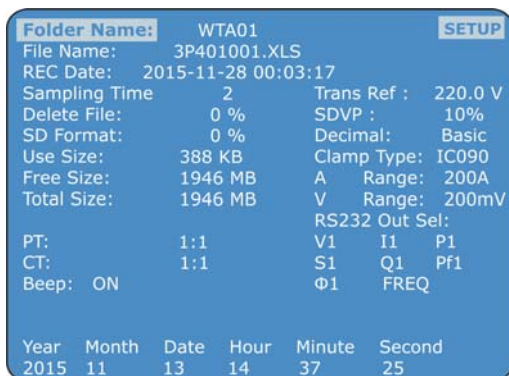 Folder Name: WTA01 SETUP
File Name: 3P401001.XLS
REC Date: 2015-11-28 00:03:17
Sampling Time 2 Trans Ref : 220.0 V
Delete File: 0 % SDVP : 10%
SD Format: 0 % Decimal: Basic
Use Size: 388 KB Clamp Type: IC090
Free Size: 1946 MB A Range: 200A
Total Size: 1946 MB V Range: 200mV
RS232 Out Sel:
PT: 1:1 V1 I1 P1
CT: 1:1 S1 Q1 Pf1
Beep: ON Φ1 FREQ
Year Month Date Hour Minute Second
2015 11 13 14 37 25